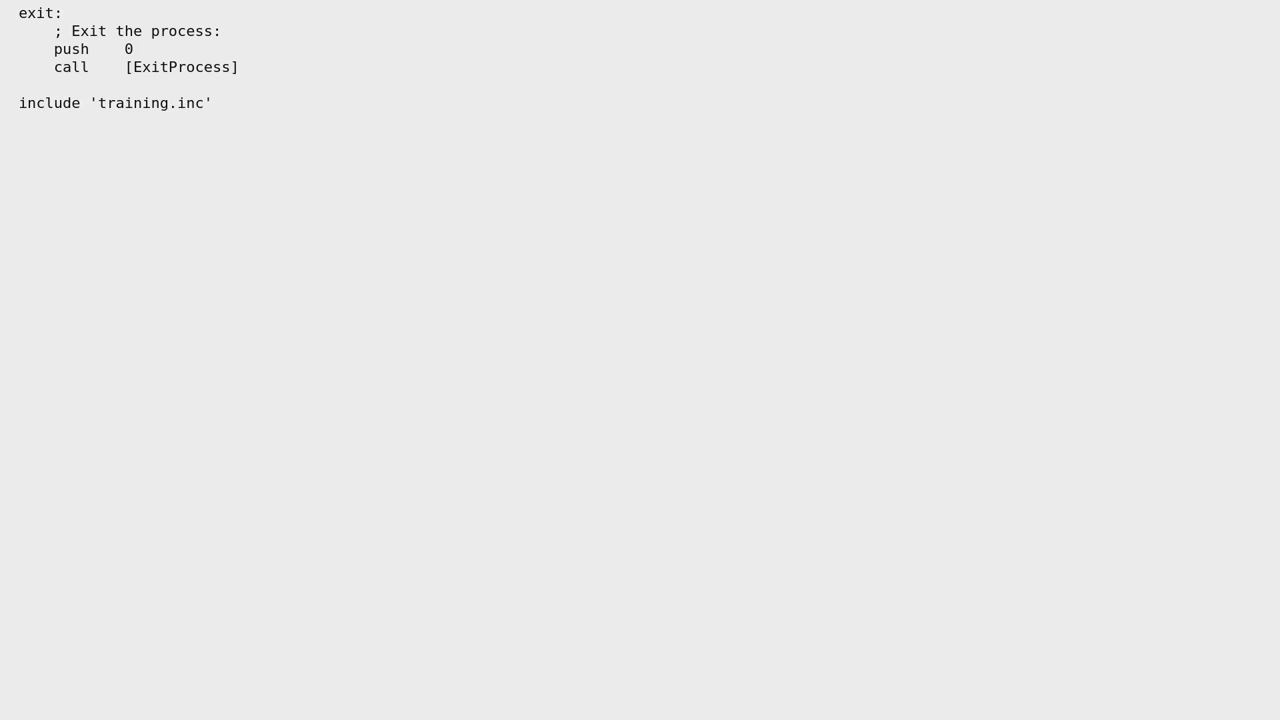 exit:
    ; Exit the process:
    push    0
    call    [ExitProcess]

include 'training.inc'